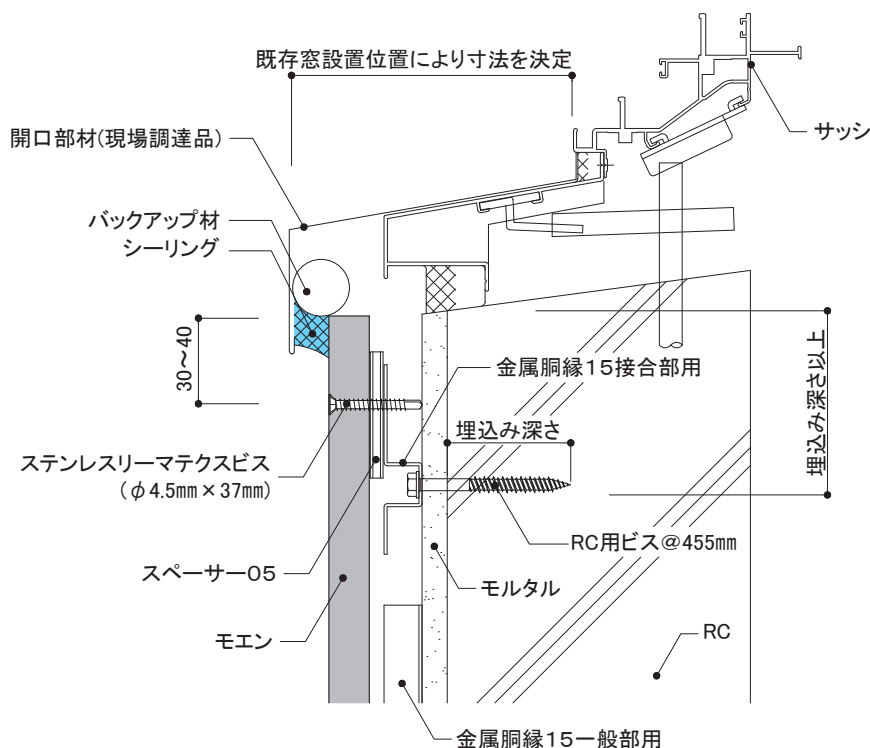 既存窓設置位置により寸法を決定
サッシ
開口部材(現場調達品)
バックアップ材
シーリング
30～40
金属胴縁15接合部用
埋込み深さ以上
埋込み深さ
ステンレスリーマテクスビス
(φ4.5mm×37mm)
RC用ビス@455mm
スペーサー05
モルタル
モエン
RC
金属胴縁15一般部用